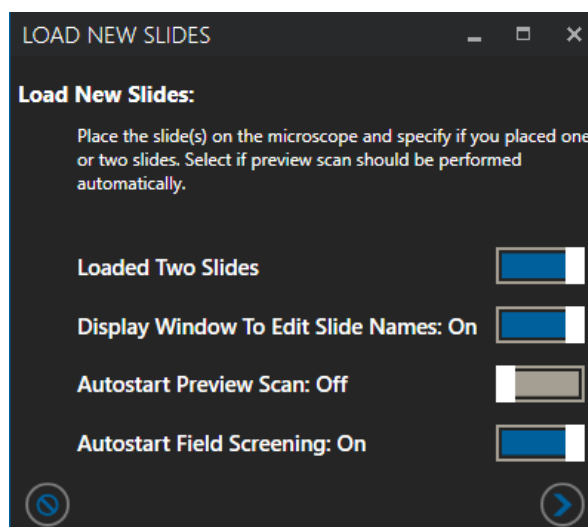 LOAD NEW SLIDES
Load New Slides:
Place the slide(s) on the microscope and specify if you placed one
or two slides. Select if preview scan should be performed
automatically.
Loaded Two Slides
Display Window To Edit Slide Names: On
Autostart Preview Scan: Off
Autostart Field Screening: On